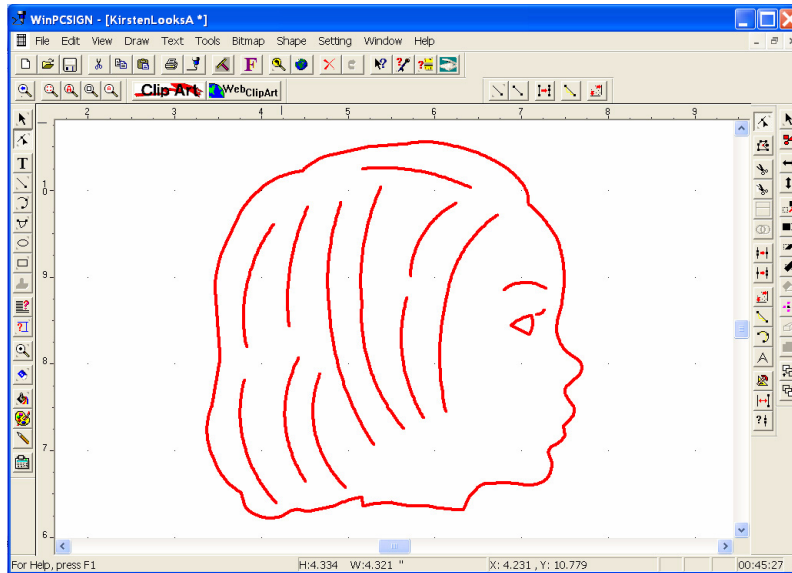 WinPCSIGN - [KirstenLooksA *]
File Edit View Draw Text Tools Bitmap Shape Setting Window Help
F
Clip Art WebClipArt
2 3 4 5 6 7 8 9
T
A
10
9
8
7
6
For Help, press F1 H:4.334 W:4.321 " X: 4.231 , Y: 10.779 00:45:27